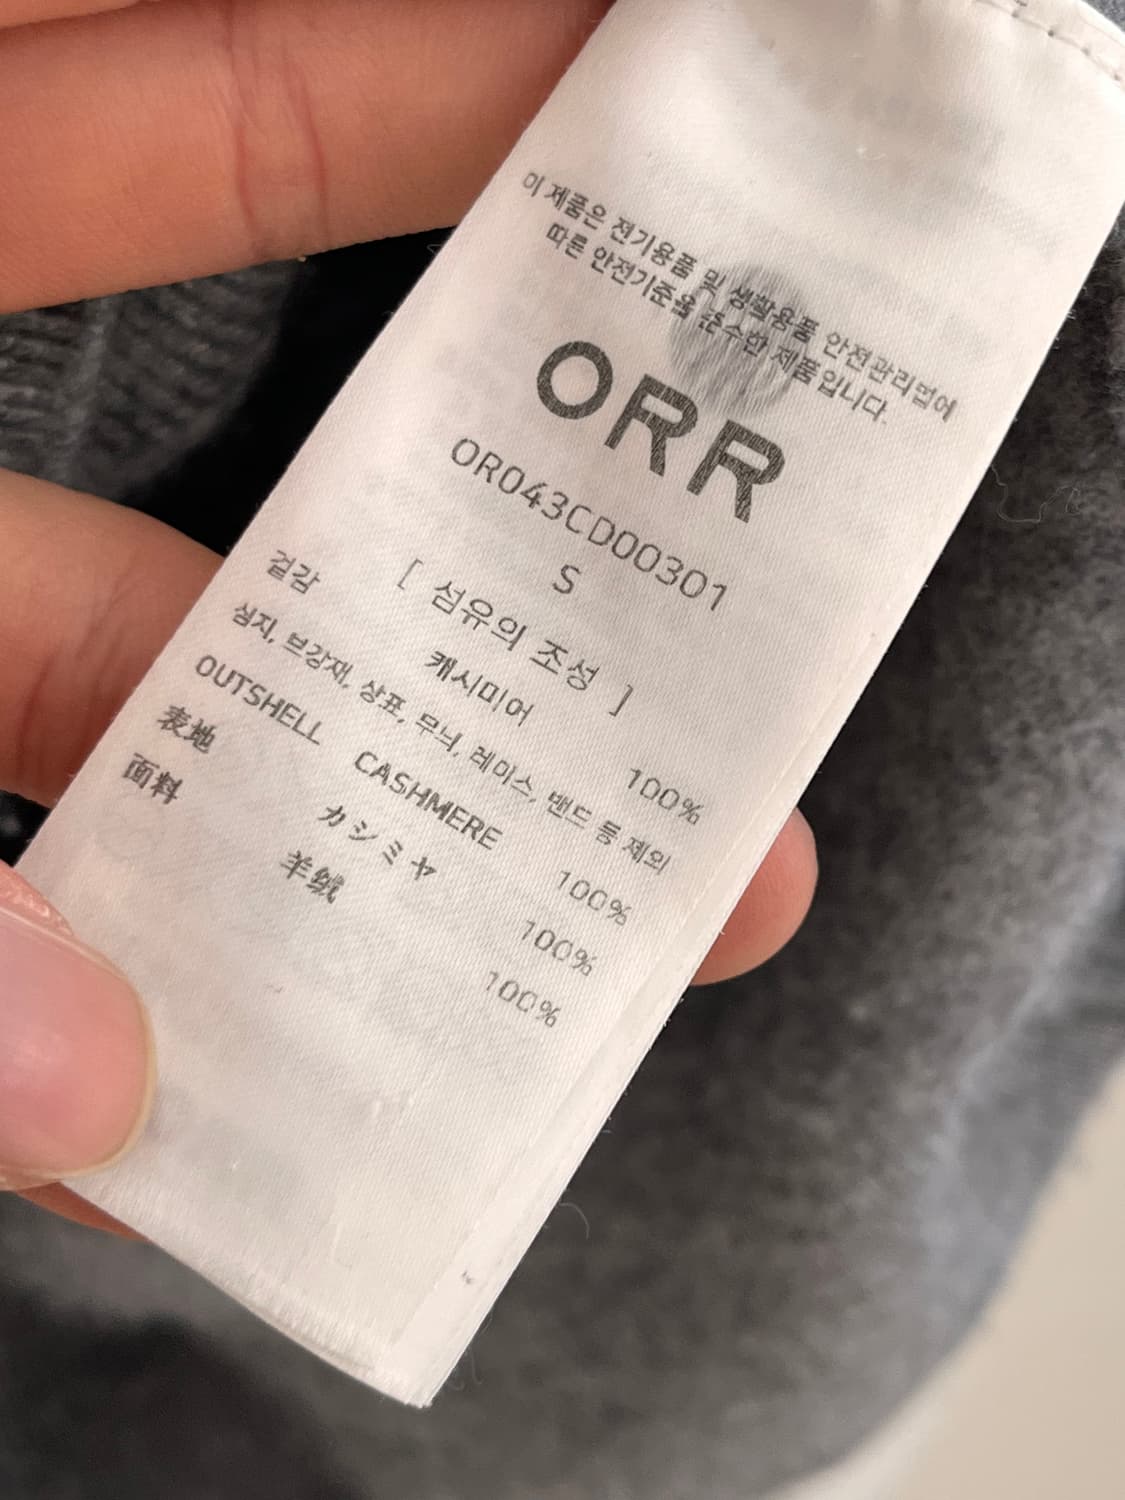 이 제품은 전기용품 및 생활용품 안전관리법에
따른 안전기준을 준수한 제품입니다.
ORR
OR043CD00301
S
[ 섬유의 조성 ]
겉감 캐시미어 100%
심지, 보강재, 상표, 무늬, 레이스, 밴드 등 제외
OUTSHELL CASHMERE 100%
表地 カシミヤ 100%
面料 羊绒 100%